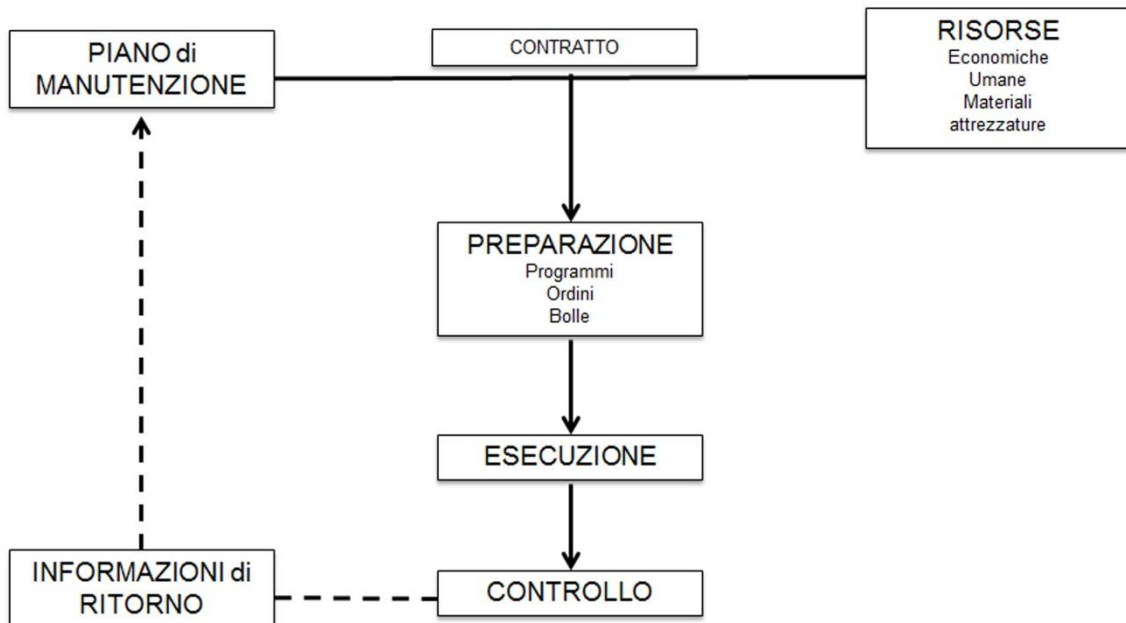 PIANO di
MANUTENZIONE
CONTRATTO
RISORSE
Economiche
Umane
Materiali
attrezzature
PREPARAZIONE
Programmi
Ordini
Bolle
ESECUZIONE
INFORMAZIONI di
RITORNO
CONTROLLO